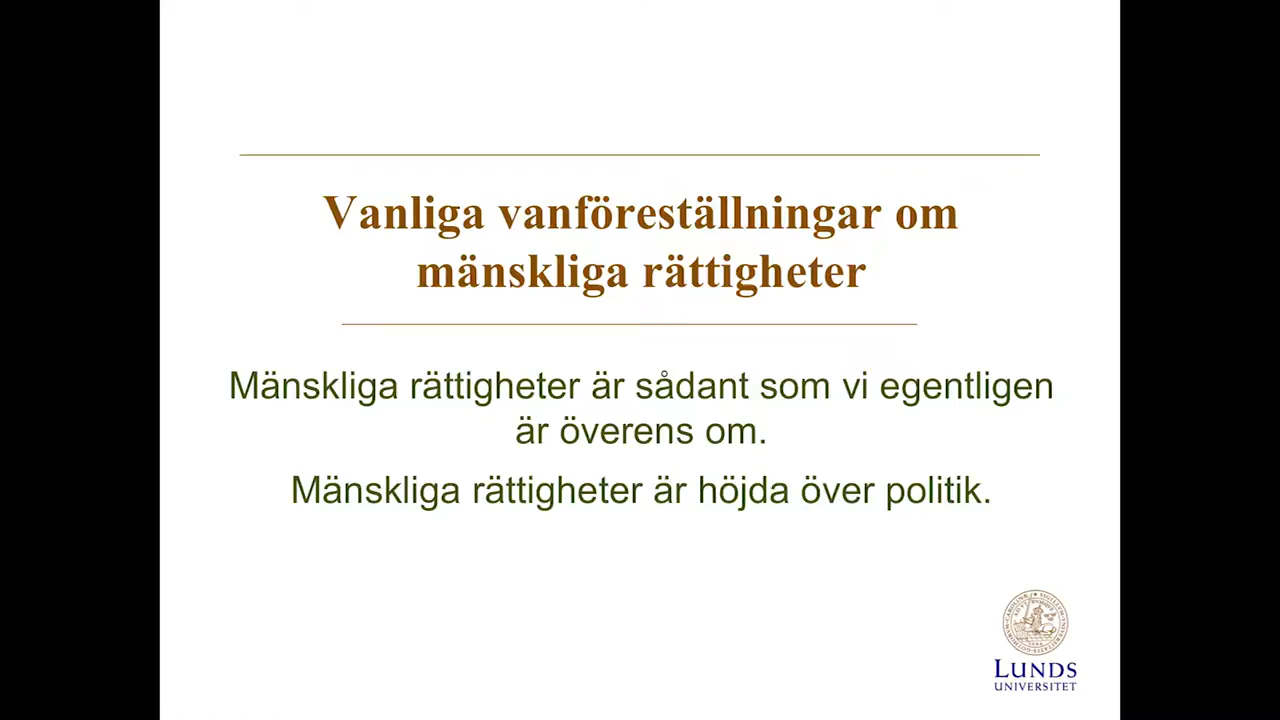 Vanliga vanföreställningar om
mänskliga rättigheter
Mänskliga rättigheter är sådant som vi egentligen
är överens om.
Mänskliga rättigheter är höjda över politik.
LUNDS
UNIVERSITET